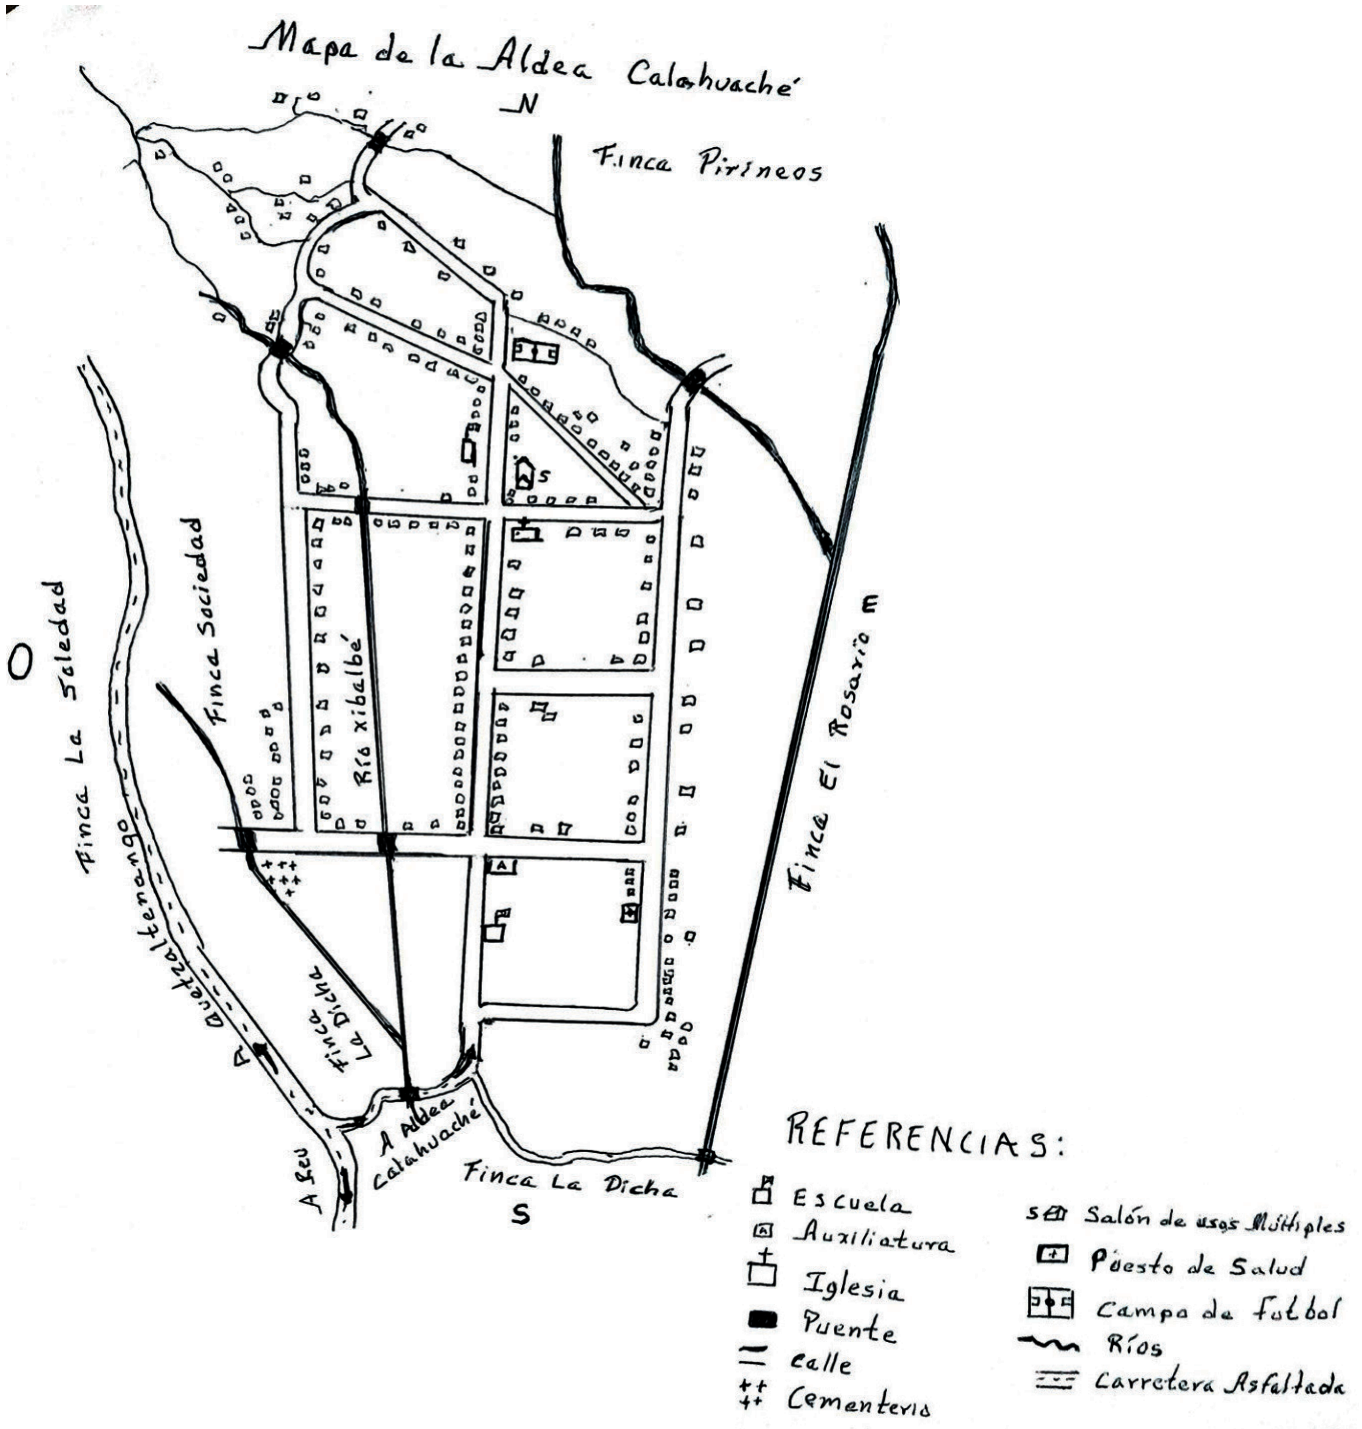 Mapa de la Aldea Calahuaché
N
Finca Pirineos
S
O
Finca La Soledad
Finca Sociedad
Río xibalbé
E
Finca El Rosario
A Quetzaltenango
A
Finca
La Dicha
A Reu
A Aldea
Calahuaché
Finca La Dicha
S
REFERENCIAS:
Escuela
A Auxiliatura
Iglesia
Puente
calle
Cementerio
S Salón de usos Múltiples
Puesto de Salud
Campo de futbol
Ríos
Carretera Asfaltada